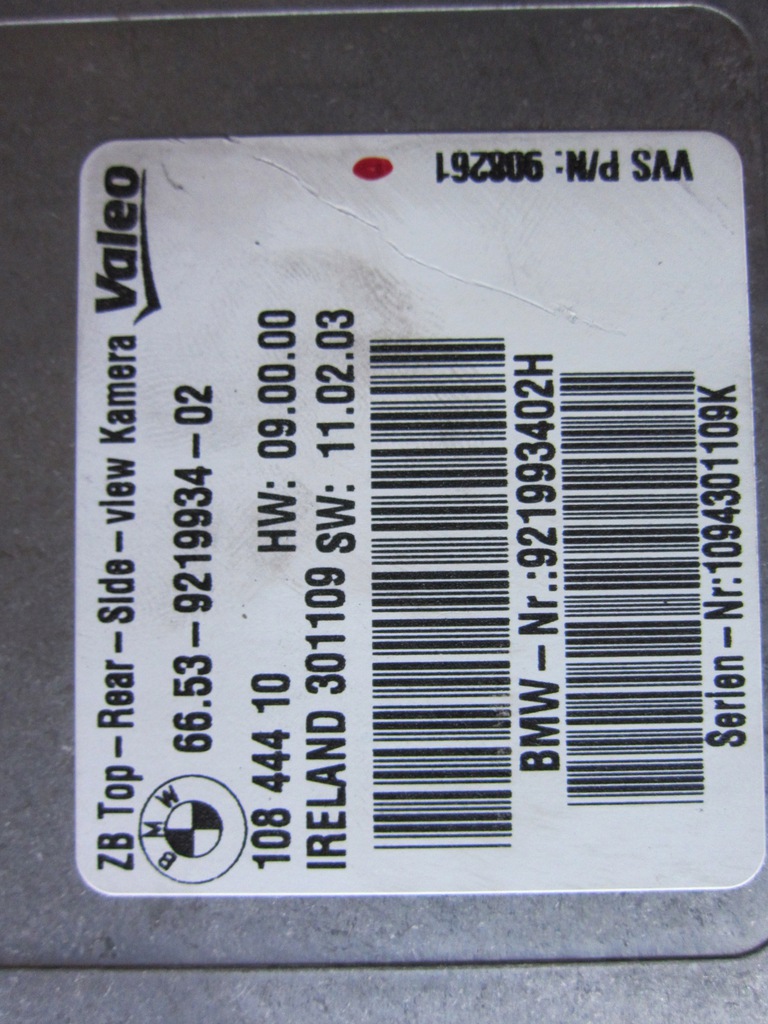 ZB Top-Rear-Side-view Kamera Valeo
66.53-9219934-02
BMW
108 444 10 HW: 09.00.00
IRELAND 301109 SW: 11.02.03
BMW-Nr.:921993402H
Serien-Nr:1094301109K
VVS P/N: 908261